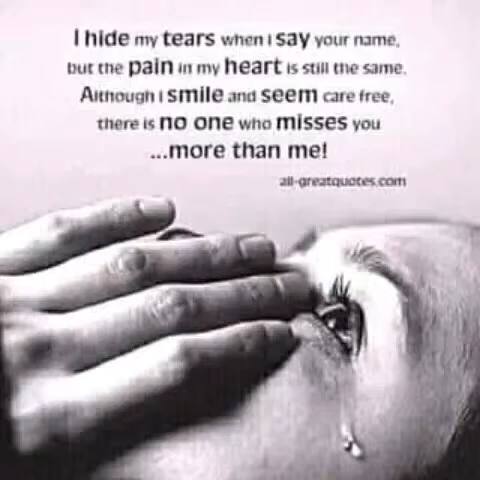 I hide my tears when I say your name,
but the pain in my heart is still the same.
Although I smile and seem care free,
there is no one who misses you
...more than me!
all-greatquotes.com